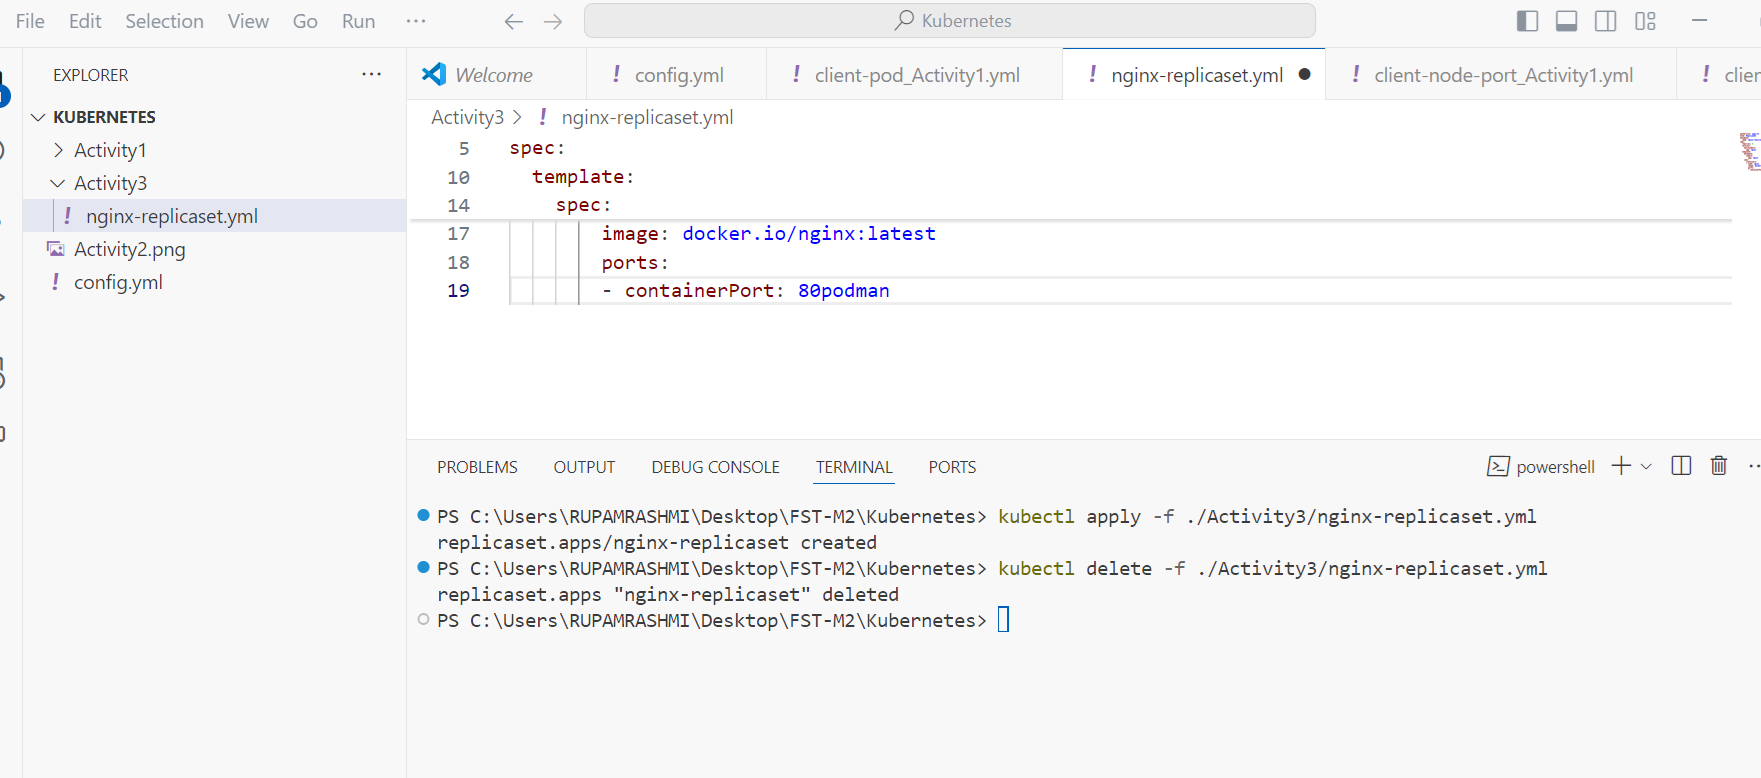 File Edit Selection View Go Run ···
Kubernetes
EXPLORER ···
KUBERNETES
Activity1
Activity3
! nginx-replicaset.yml
Activity2.png
! config.yml
Welcome
! config.yml
! client-pod_Activity1.yml
! nginx-replicaset.yml
! client-node-port_Activity1.yml
! clien
Activity3 > ! nginx-replicaset.yml
5 spec:
10 template:
14 spec:
17 image: docker.io/nginx:latest
18 ports:
19 - containerPort: 80podman
PROBLEMS OUTPUT DEBUG CONSOLE TERMINAL PORTS
powershell
PS C:\Users\RUPAMRASHMI\Desktop\FST-M2\Kubernetes> kubectl apply -f ./Activity3/nginx-replicaset.yml
replicaset.apps/nginx-replicaset created
PS C:\Users\RUPAMRASHMI\Desktop\FST-M2\Kubernetes> kubectl delete -f ./Activity3/nginx-replicaset.yml
replicaset.apps "nginx-replicaset" deleted
PS C:\Users\RUPAMRASHMI\Desktop\FST-M2\Kubernetes>